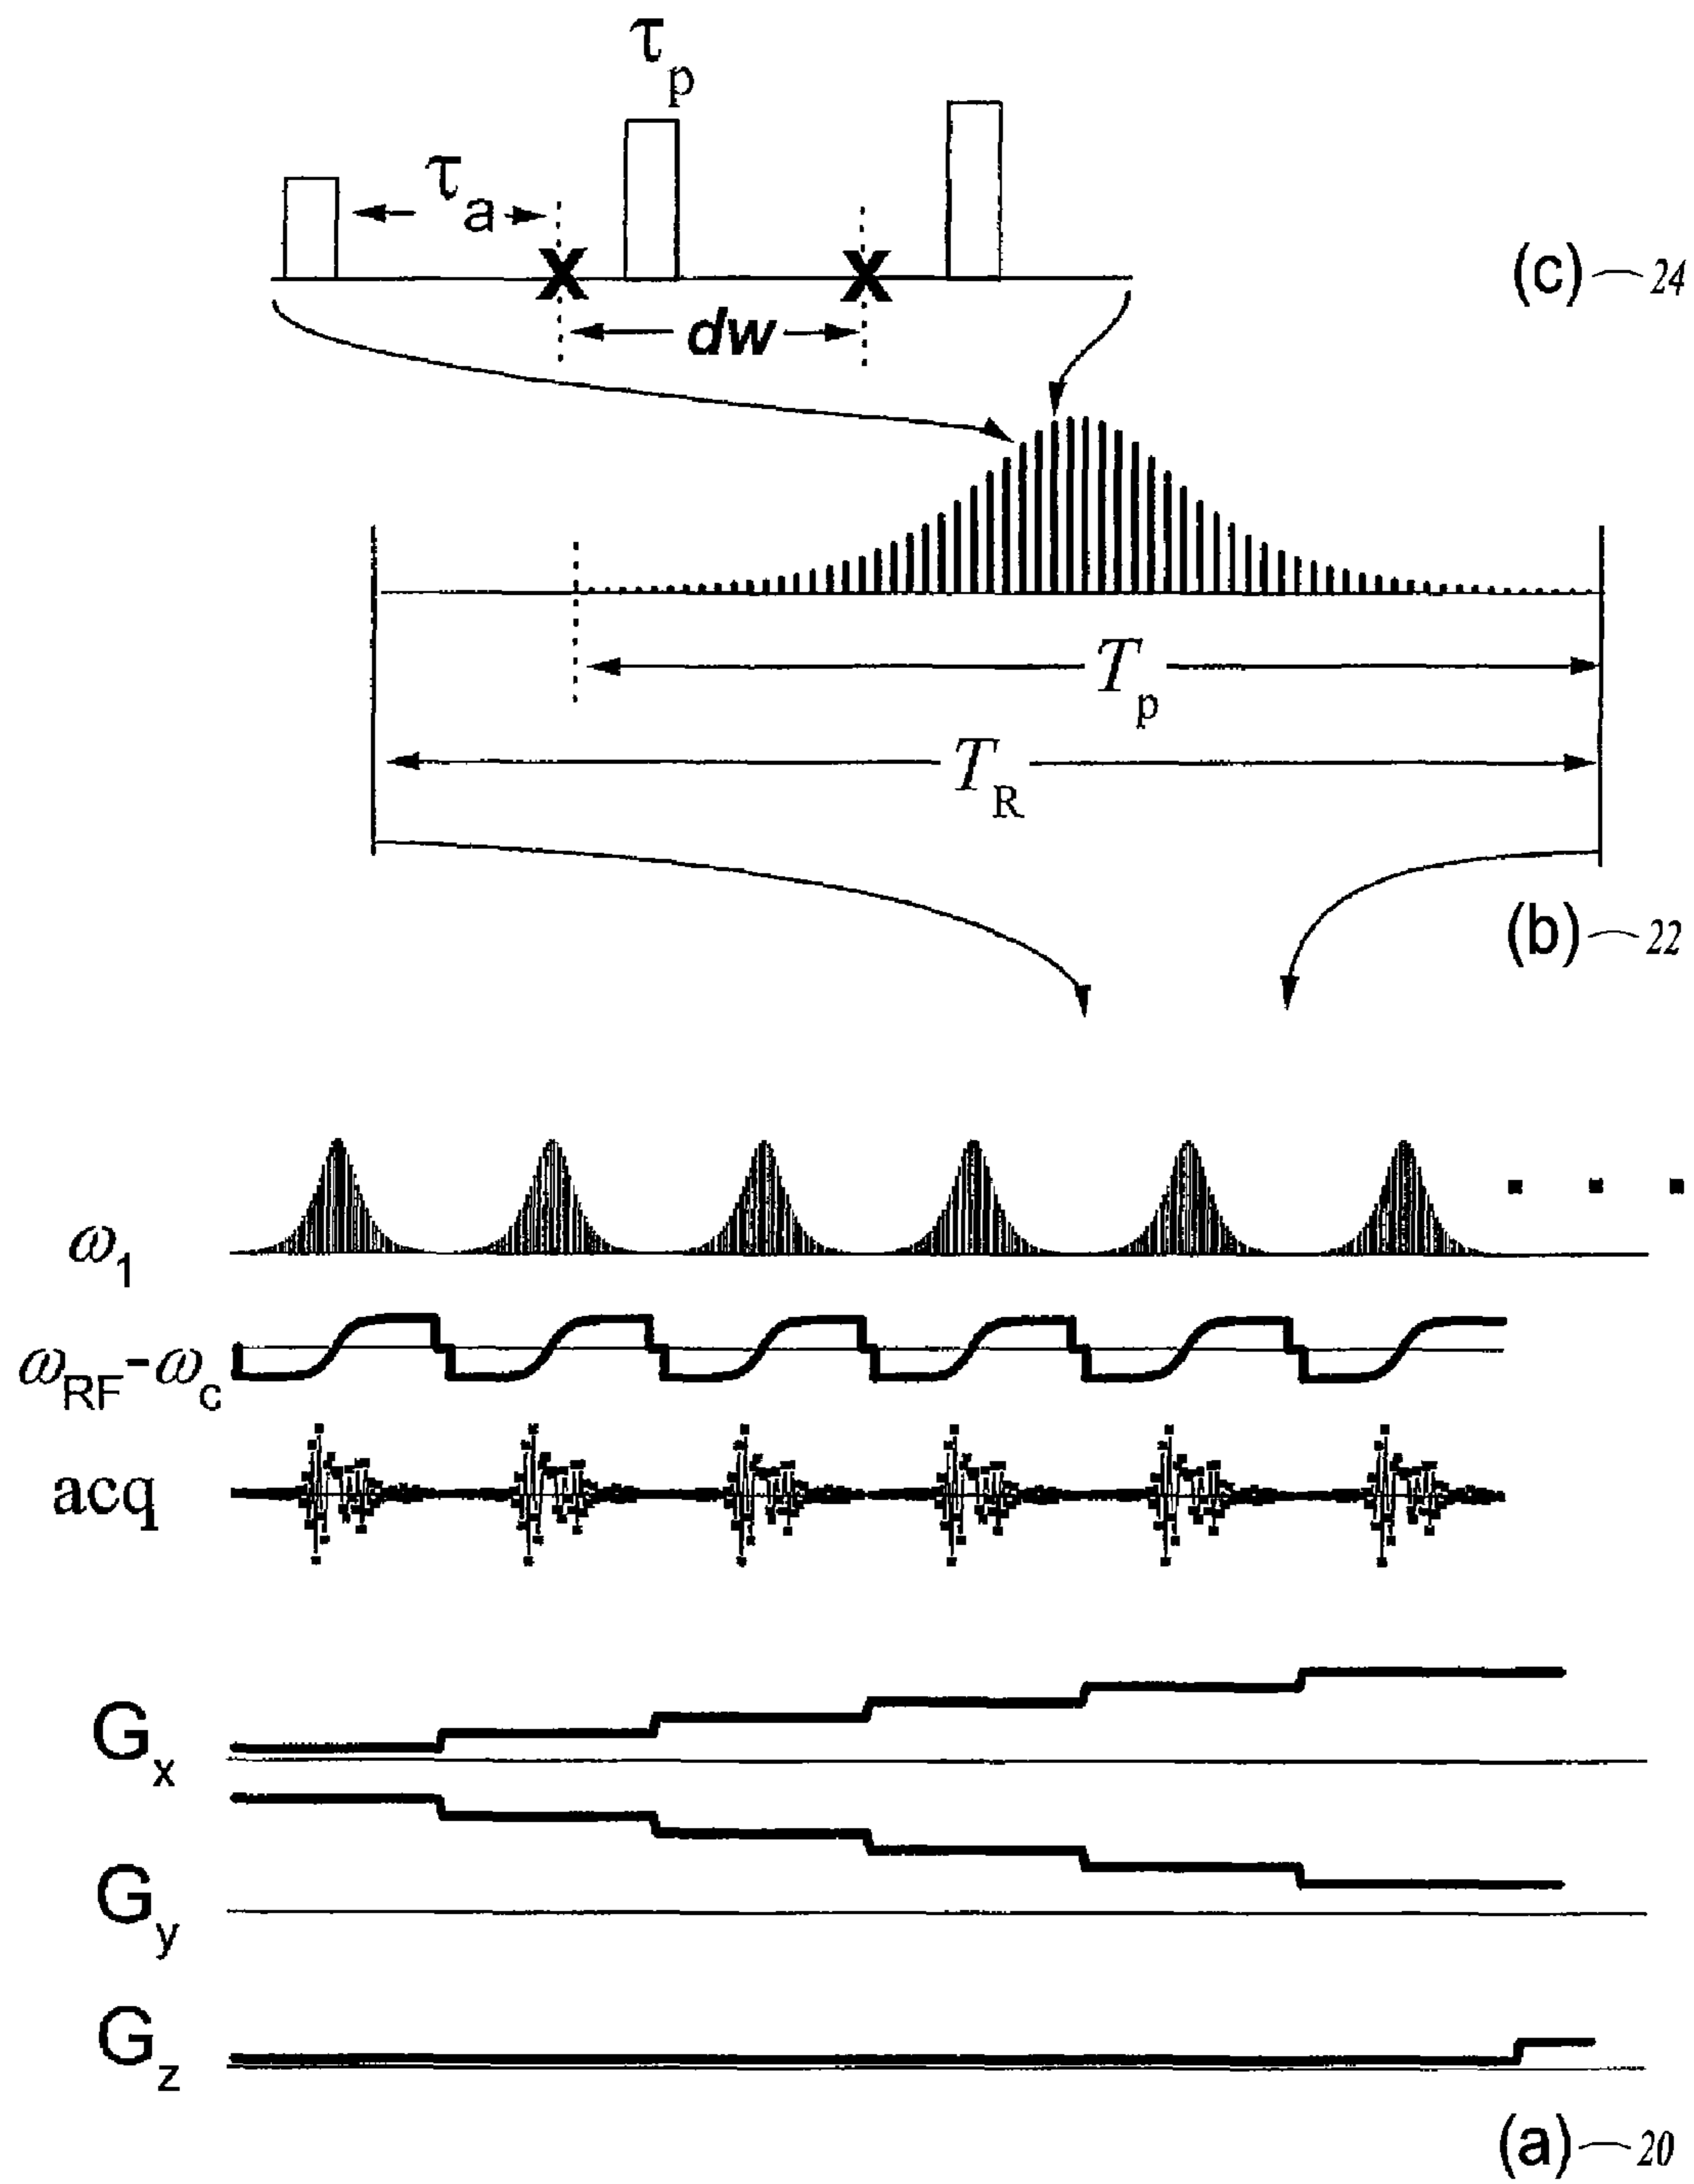 τp
τa
(c) 24
X X
dw
Tp
TR
(b) 22
ω1
ωRF-ωc
acq
Gx
Gy
Gz
(a) 20